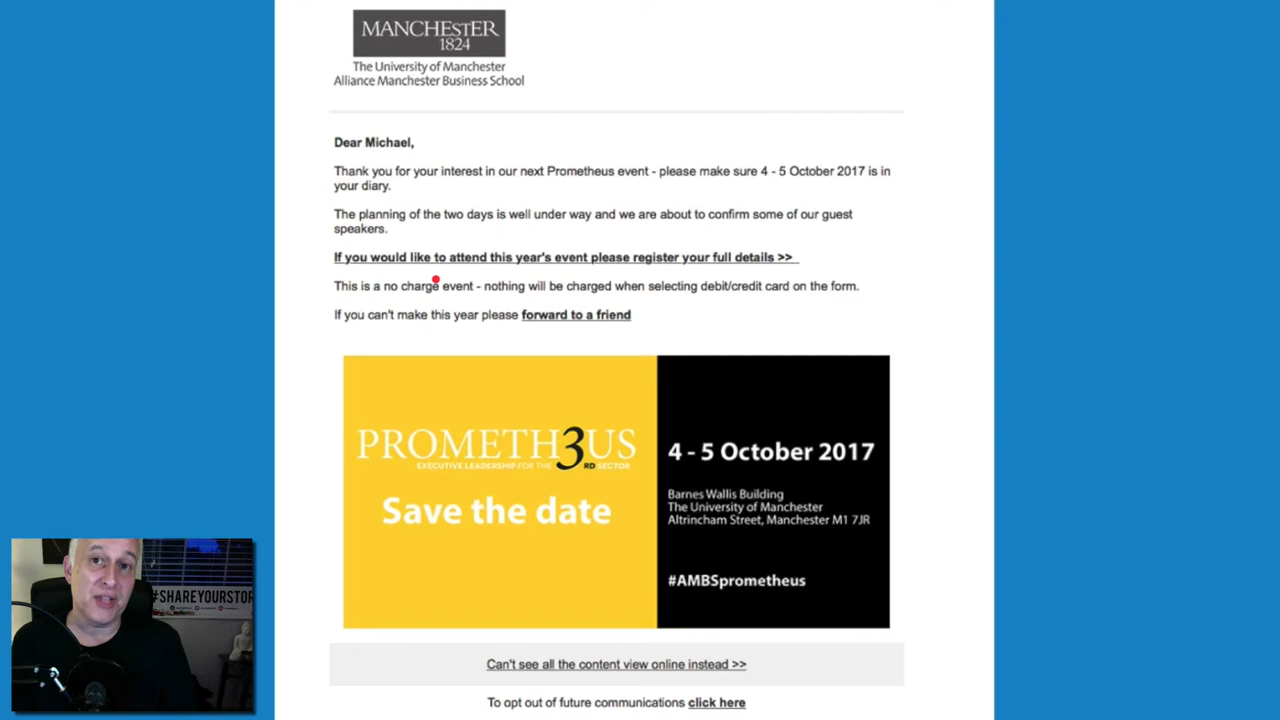 MANCHESTER
1824
The University of Manchester
Alliance Manchester Business School
Dear Michael,
Thank you for your interest in our next Prometheus event - please make sure 4 - 5 October 2017 is in
your diary.
The planning of the two days is well under way and we are about to confirm some of our guest
speakers.
If you would like to attend this year's event please register your full details >>
This is a no charge event - nothing will be charged when selecting debit/credit card on the form.
If you can't make this year please forward to a friend
PROMETH3US
EXECUTIVE LEADERSHIP FOR THE 3RD SECTOR
Save the date
4 - 5 October 2017
Barnes Wallis Building
The University of Manchester
Altrincham Street, Manchester M1 7JR
#AMBSprometheus
#SHAREYOURSTOR
Can't see all the content view online instead >>
To opt out of future communications click here